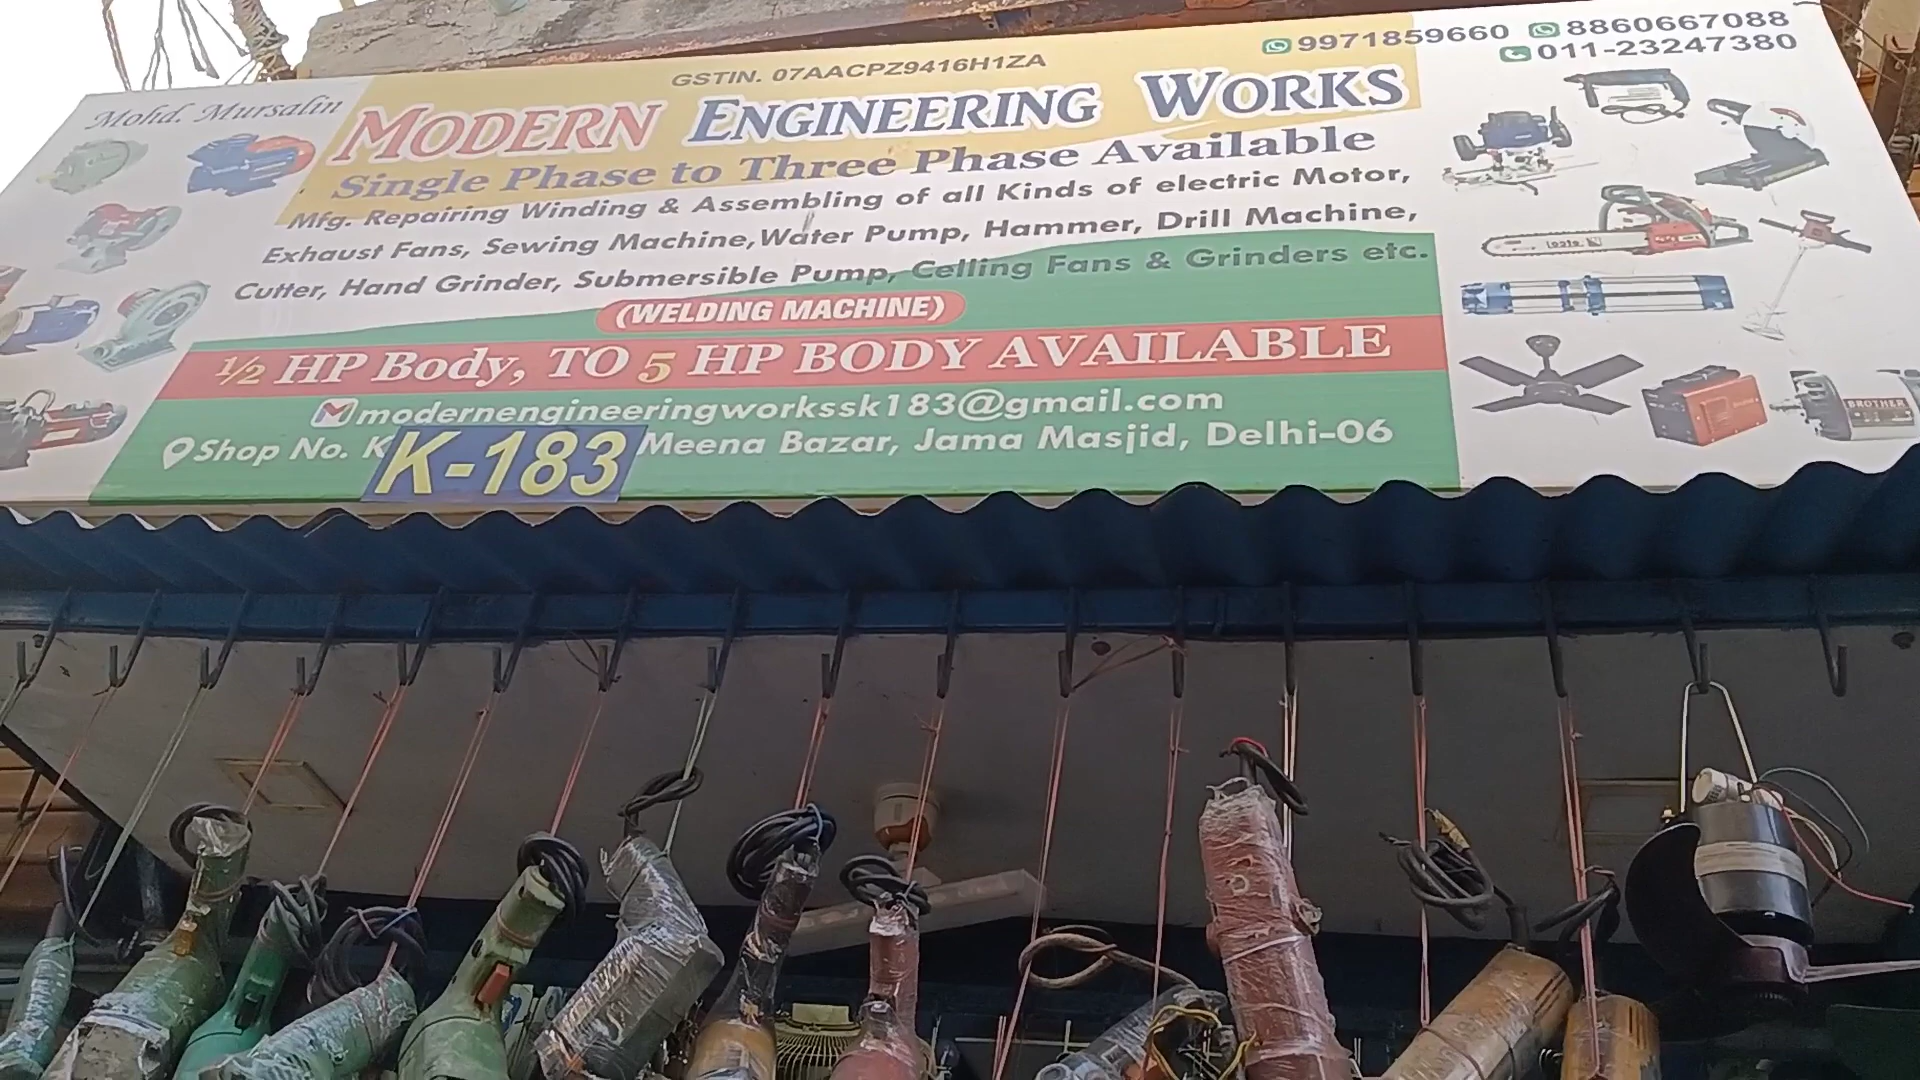 GSTIN. 07AACPZ9416H1ZA
9971859660 8860667088
011-23247380
Mohd. Mursalin
MODERN ENGINEERING WORKS
Single Phase to Three Phase Available
Mfg. Repairing Winding & Assembling of all Kinds of electric Motor,
Exhaust Fans, Sewing Machine, Water Pump, Hammer, Drill Machine,
Cutter, Hand Grinder, Submersible Pump, Celling Fans & Grinders etc.
(WELDING MACHINE)
1/2 HP Body, TO 5 HP BODY AVAILABLE
modernengineeringworkssk183@gmail.com
Shop No. K K-183 Meena Bazar, Jama Masjid, Delhi-06
BROTHER